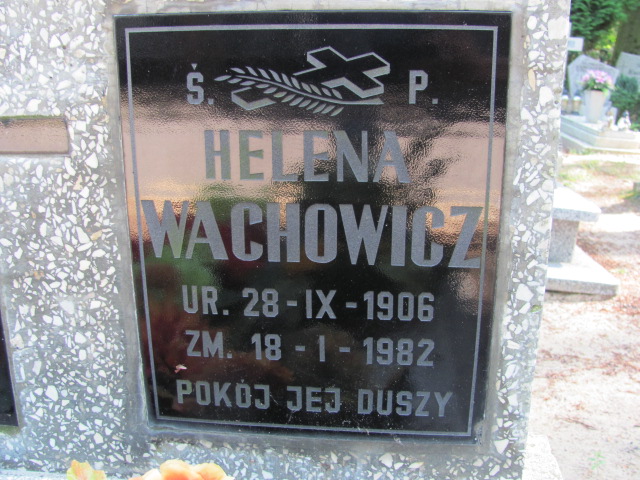 Ś. P.
HELENA
WACHOWICZ
UR. 28-IX-1906
ZM. 18-I-1982
POKÓJ JEJ DUSZY